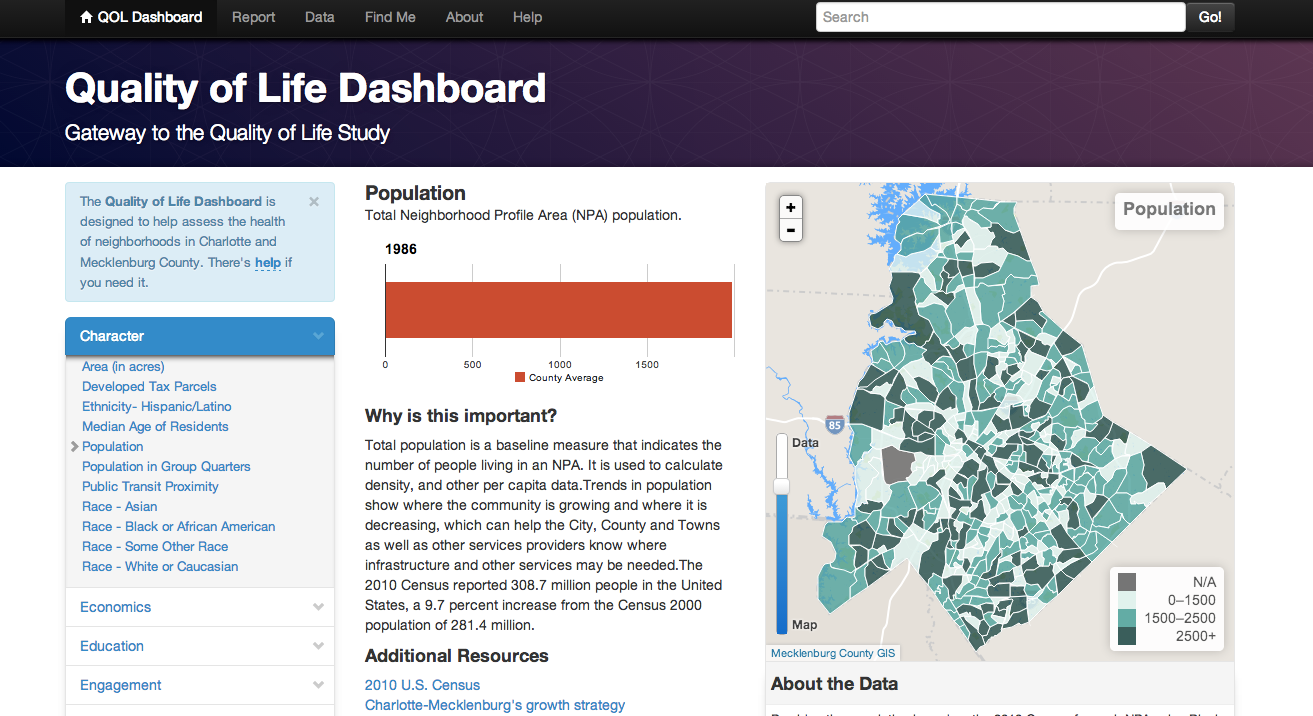 QOL Dashboard Report Data Find Me About Help Search Go!
Quality of Life Dashboard
Gateway to the Quality of Life Study
The Quality of Life Dashboard is
designed to help assess the health
of neighborhoods in Charlotte and
Mecklenburg County. There's help if
you need it.
Character
Area (in acres)
Developed Tax Parcels
Ethnicity- Hispanic/Latino
Median Age of Residents
Population
Population in Group Quarters
Public Transit Proximity
Race - Asian
Race - Black or African American
Race - Some Other Race
Race - White or Caucasian
Economics
Education
Engagement
Population
Total Neighborhood Profile Area (NPA) population.
1986
0 500 1000 1500
County Average
Why is this important?
Total population is a baseline measure that indicates the
number of people living in an NPA. It is used to calculate
density, and other per capita data.Trends in population
show where the community is growing and where it is
decreasing, which can help the City, County and Towns
as well as other services providers know where
infrastructure and other services may be needed.The
2010 Census reported 308.7 million people in the United
States, a 9.7 percent increase from the Census 2000
population of 281.4 million.
Additional Resources
2010 U.S. Census
Charlotte-Mecklenburg's growth strategy
+
-
Population
85
Data
Map
N/A
0–1500
1500–2500
2500+
Mecklenburg County GIS
About the Data